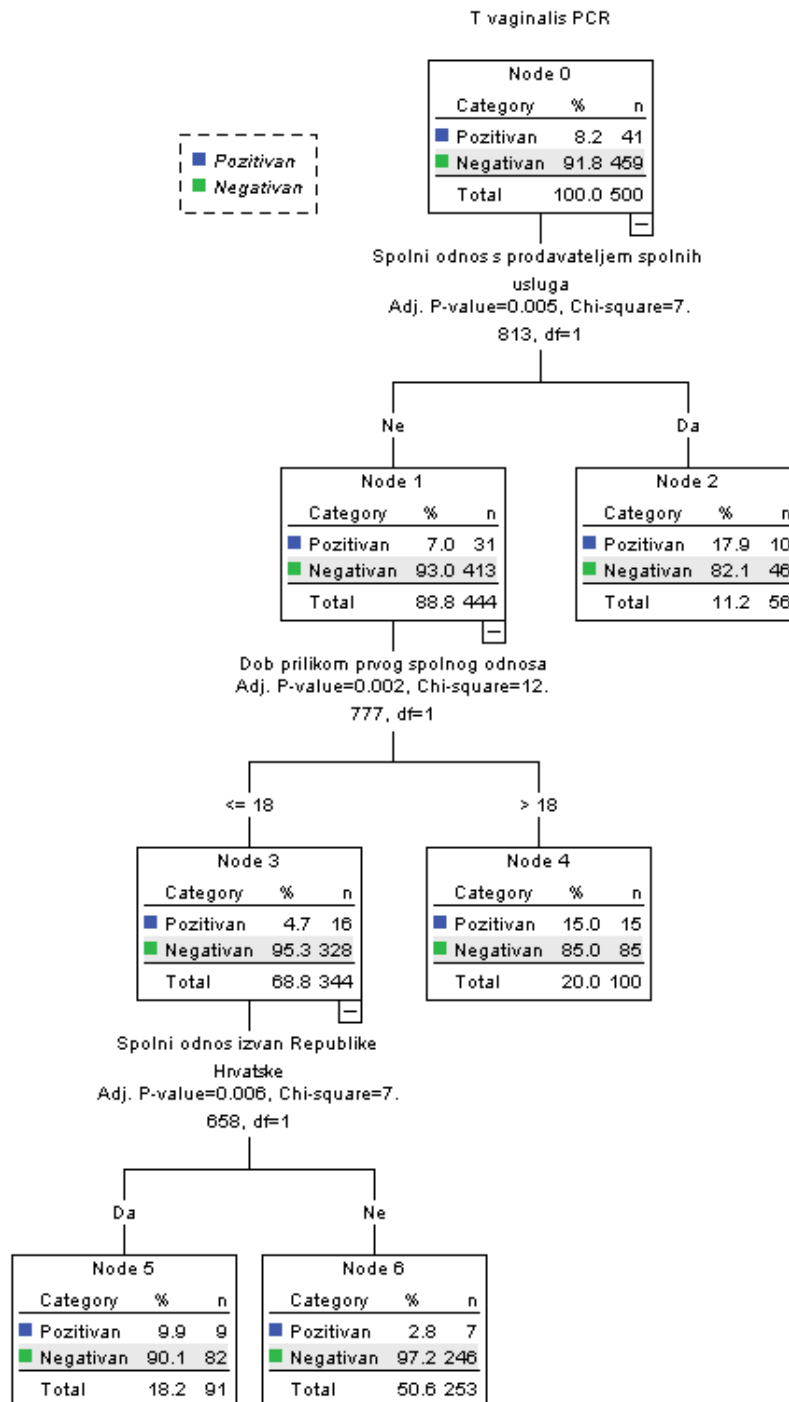 T vaginalis PCR
Node 0
Category % n
Pozitivan 8.2 41
Negativan 91.8 459
Total 100.0 500
Pozitivan
Negativan
Spolni odnos s prodavateljem spolnih
usluga
Adj. P-value=0.005, Chi-square=7.
813, df=1
Ne
Da
Node 1
Category % n
Pozitivan 7.0 31
Negativan 93.0 413
Total 88.8 444
Node 2
Category % n
Pozitivan 17.9 10
Negativan 82.1 46
Total 11.2 56
Dob prilikom prvog spolnog odnosa
Adj. P-value=0.002, Chi-square=12.
777, df=1
<= 18
> 18
Node 3
Category % n
Pozitivan 4.7 16
Negativan 95.3 328
Total 68.8 344
Node 4
Category % n
Pozitivan 15.0 15
Negativan 85.0 85
Total 20.0 100
Spolni odnos izvan Republike
Hrvatske
Adj. P-value=0.006, Chi-square=7.
658, df=1
Da
Ne
Node 5
Category % n
Pozitivan 9.9 9
Negativan 90.1 82
Total 18.2 91
Node 6
Category % n
Pozitivan 2.8 7
Negativan 97.2 246
Total 50.6 253